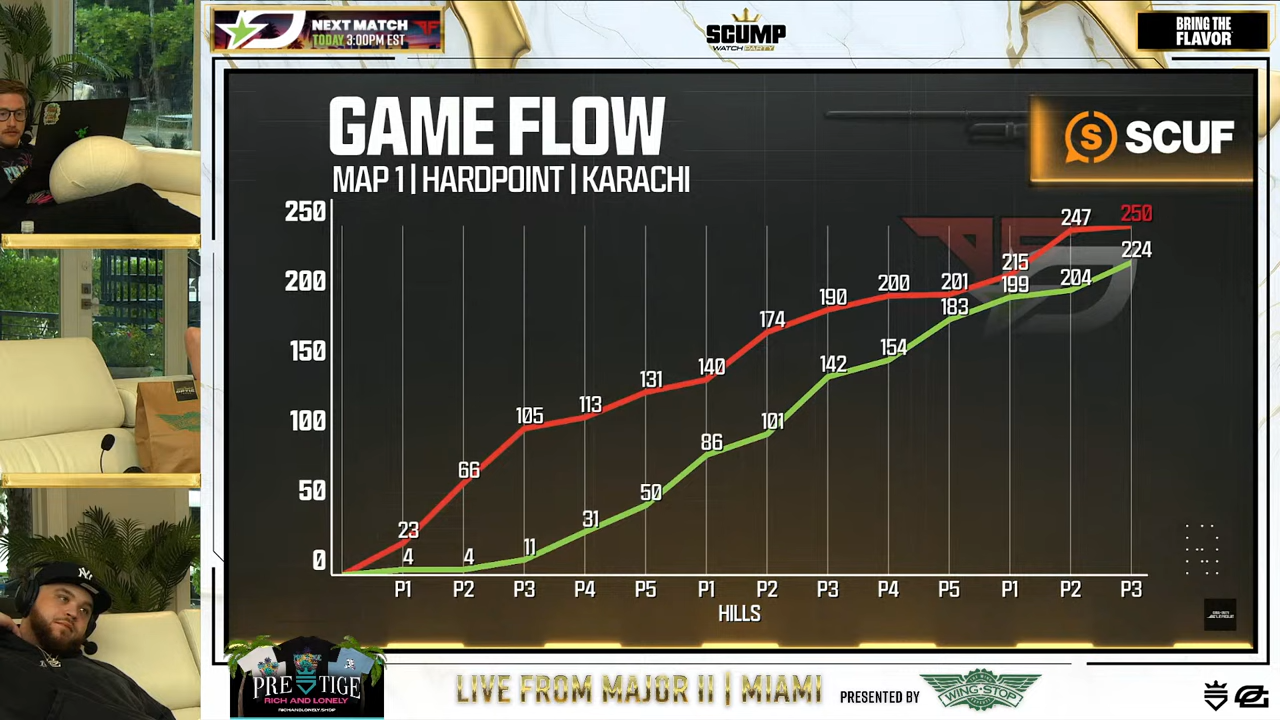 NEXT MATCH
TODAY 3:00PM EST
SCUMP
WATCH PARTY
BRING THE
FLAVOR
GAME FLOW
MAP 1 | HARDPOINT | KARACHI
SCUF
250
200
150
100
50
0
23 66 105 113 131 140 174 190 200 201 215 247 250
4 4 11 31 50 86 101 142 154 183 199 204 224
P1 P2 P3 P4 P5 P1 P2 P3 P4 P5 P1 P2 P3
HILLS
PRESTIGE
RICH AND LONELY
RICHANDLONELY.SHOP
LIVE FROM MAJOR II | MIAMI
PRESENTED BY
WING·STOP
NY